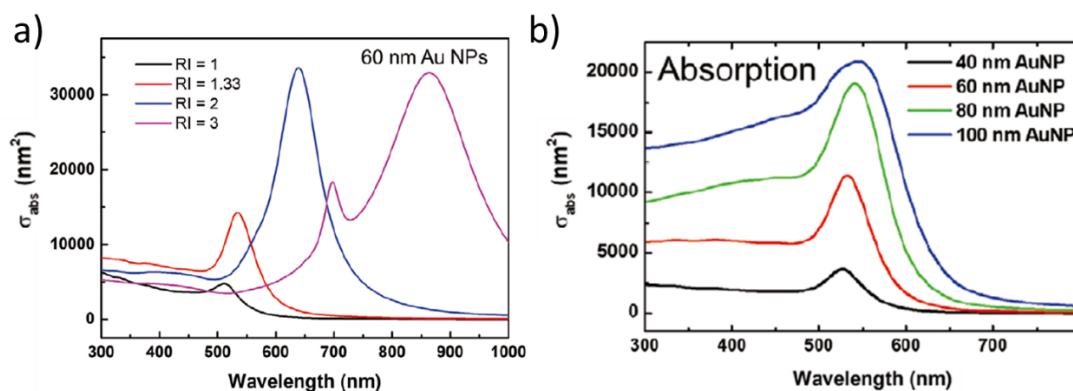 a)
60 nm Au NPs
RI = 1
RI = 1.33
RI = 2
RI = 3
30000
20000
10000
0
σabs (nm²)
300 400 500 600 700 800 900 1000
Wavelength (nm)
b)
Absorption
40 nm AuNP
60 nm AuNP
80 nm AuNP
100 nm AuNP
20000
15000
10000
5000
0
σabs (nm²)
300 400 500 600 700
Wavelength (nm)